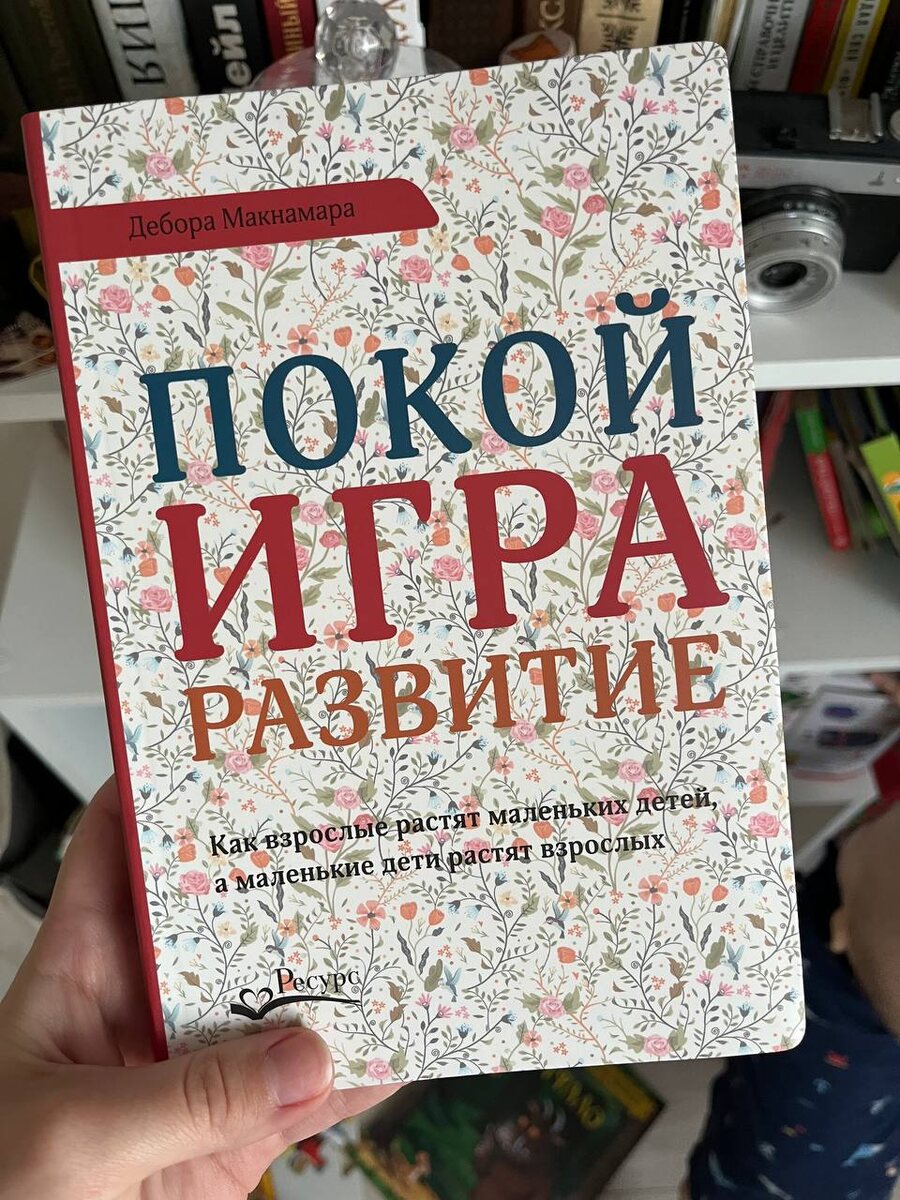 Дебора Макнамара
ПОКОЙ
ИГРА
РАЗВИТИЕ
Как взрослые растят маленьких детей,
а маленькие дети растят взрослых
Ресурс